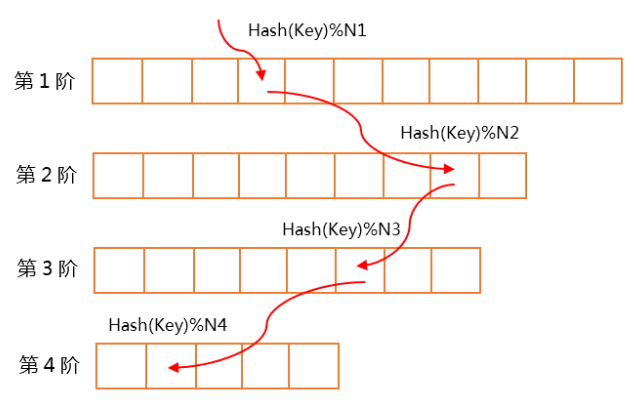 Hash(Key)%N1
第 1 阶
Hash(Key)%N2
第 2 阶
Hash(Key)%N3
第 3 阶
Hash(Key)%N4
第 4 阶